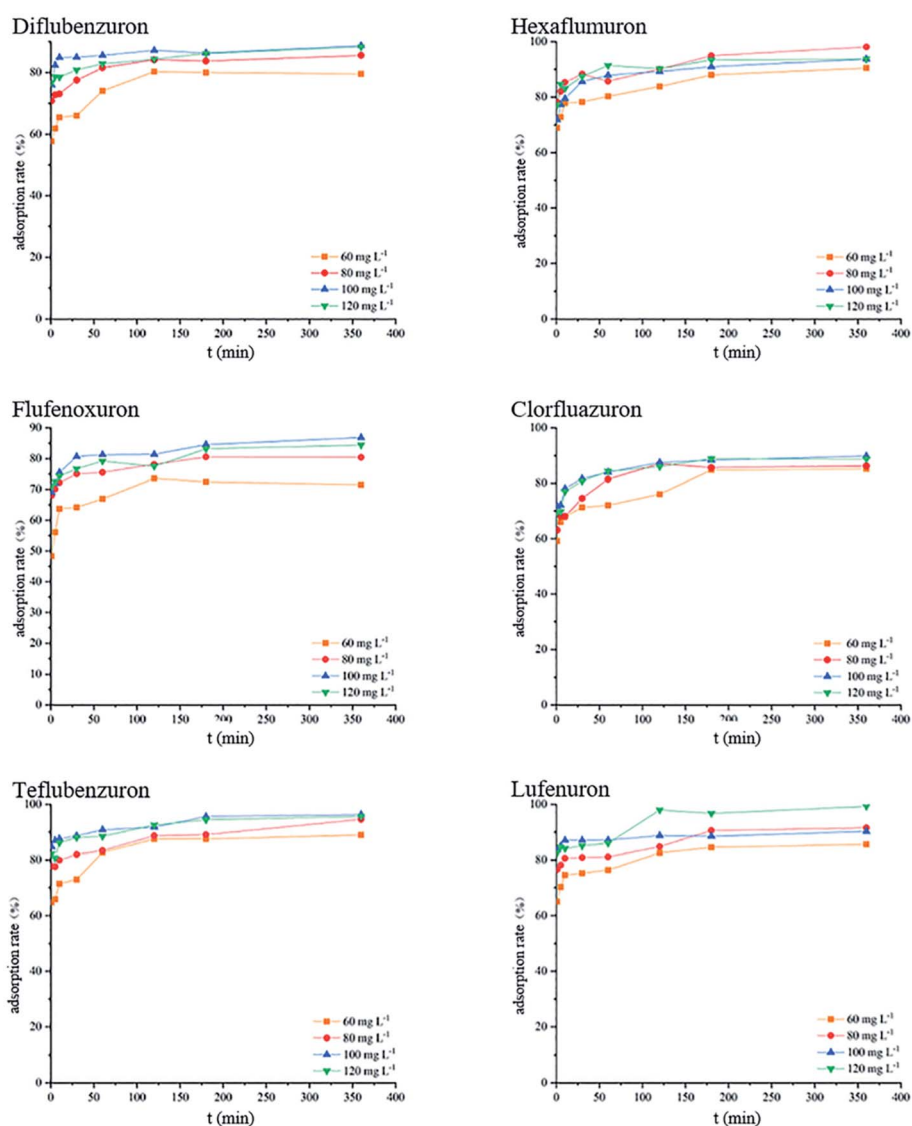 Diflubenzuron
adsorption rate (%)
80
60
40
20
0
60 mg L⁻¹
80 mg L⁻¹
100 mg L⁻¹
120 mg L⁻¹
0 50 100 150 200 250 300 350 400
t (min)
Hexaflumuron
adsorption rate (%)
100
80
60
40
20
0
60 mg L⁻¹
80 mg L⁻¹
100 mg L⁻¹
120 mg L⁻¹
0 50 100 150 200 250 300 350 400
t (min)
Flufenoxuron
adsorption rate (%)
90
80
70
60
50
40
30
20
10
0
60 mg L⁻¹
80 mg L⁻¹
100 mg L⁻¹
120 mg L⁻¹
0 50 100 150 200 250 300 350 400
t (min)
Clorfluazuron
adsorption rate (%)
100
80
60
40
20
0
60 mg L⁻¹
80 mg L⁻¹
100 mg L⁻¹
120 mg L⁻¹
0 50 100 150 200 250 300 350 400
t (min)
Teflubenzuron
adsorption rate (%)
100
80
60
40
20
0
60 mg L⁻¹
80 mg L⁻¹
100 mg L⁻¹
120 mg L⁻¹
0 50 100 150 200 250 300 350 400
t (min)
Lufenuron
adsorption rate (%)
100
80
60
40
20
0
60 mg L⁻¹
80 mg L⁻¹
100 mg L⁻¹
120 mg L⁻¹
0 50 100 150 200 250 300 350 400
t (min)